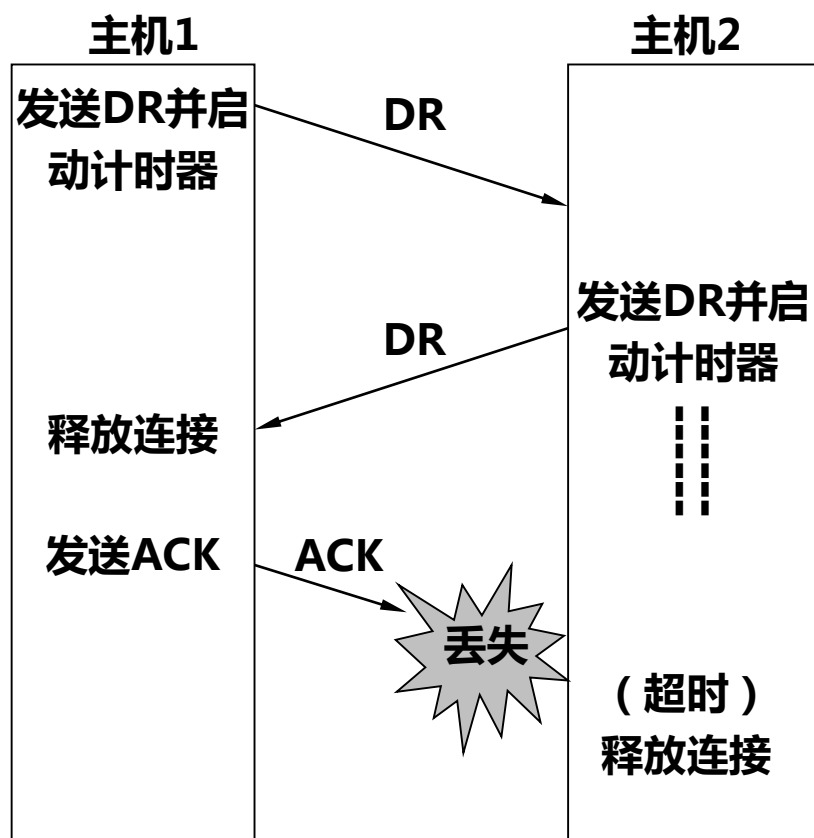 主机1
主机2
发送DR并启
动计时器
DR
发送DR并启
动计时器
DR
释放连接
发送ACK
ACK
丢失
（超时）
释放连接